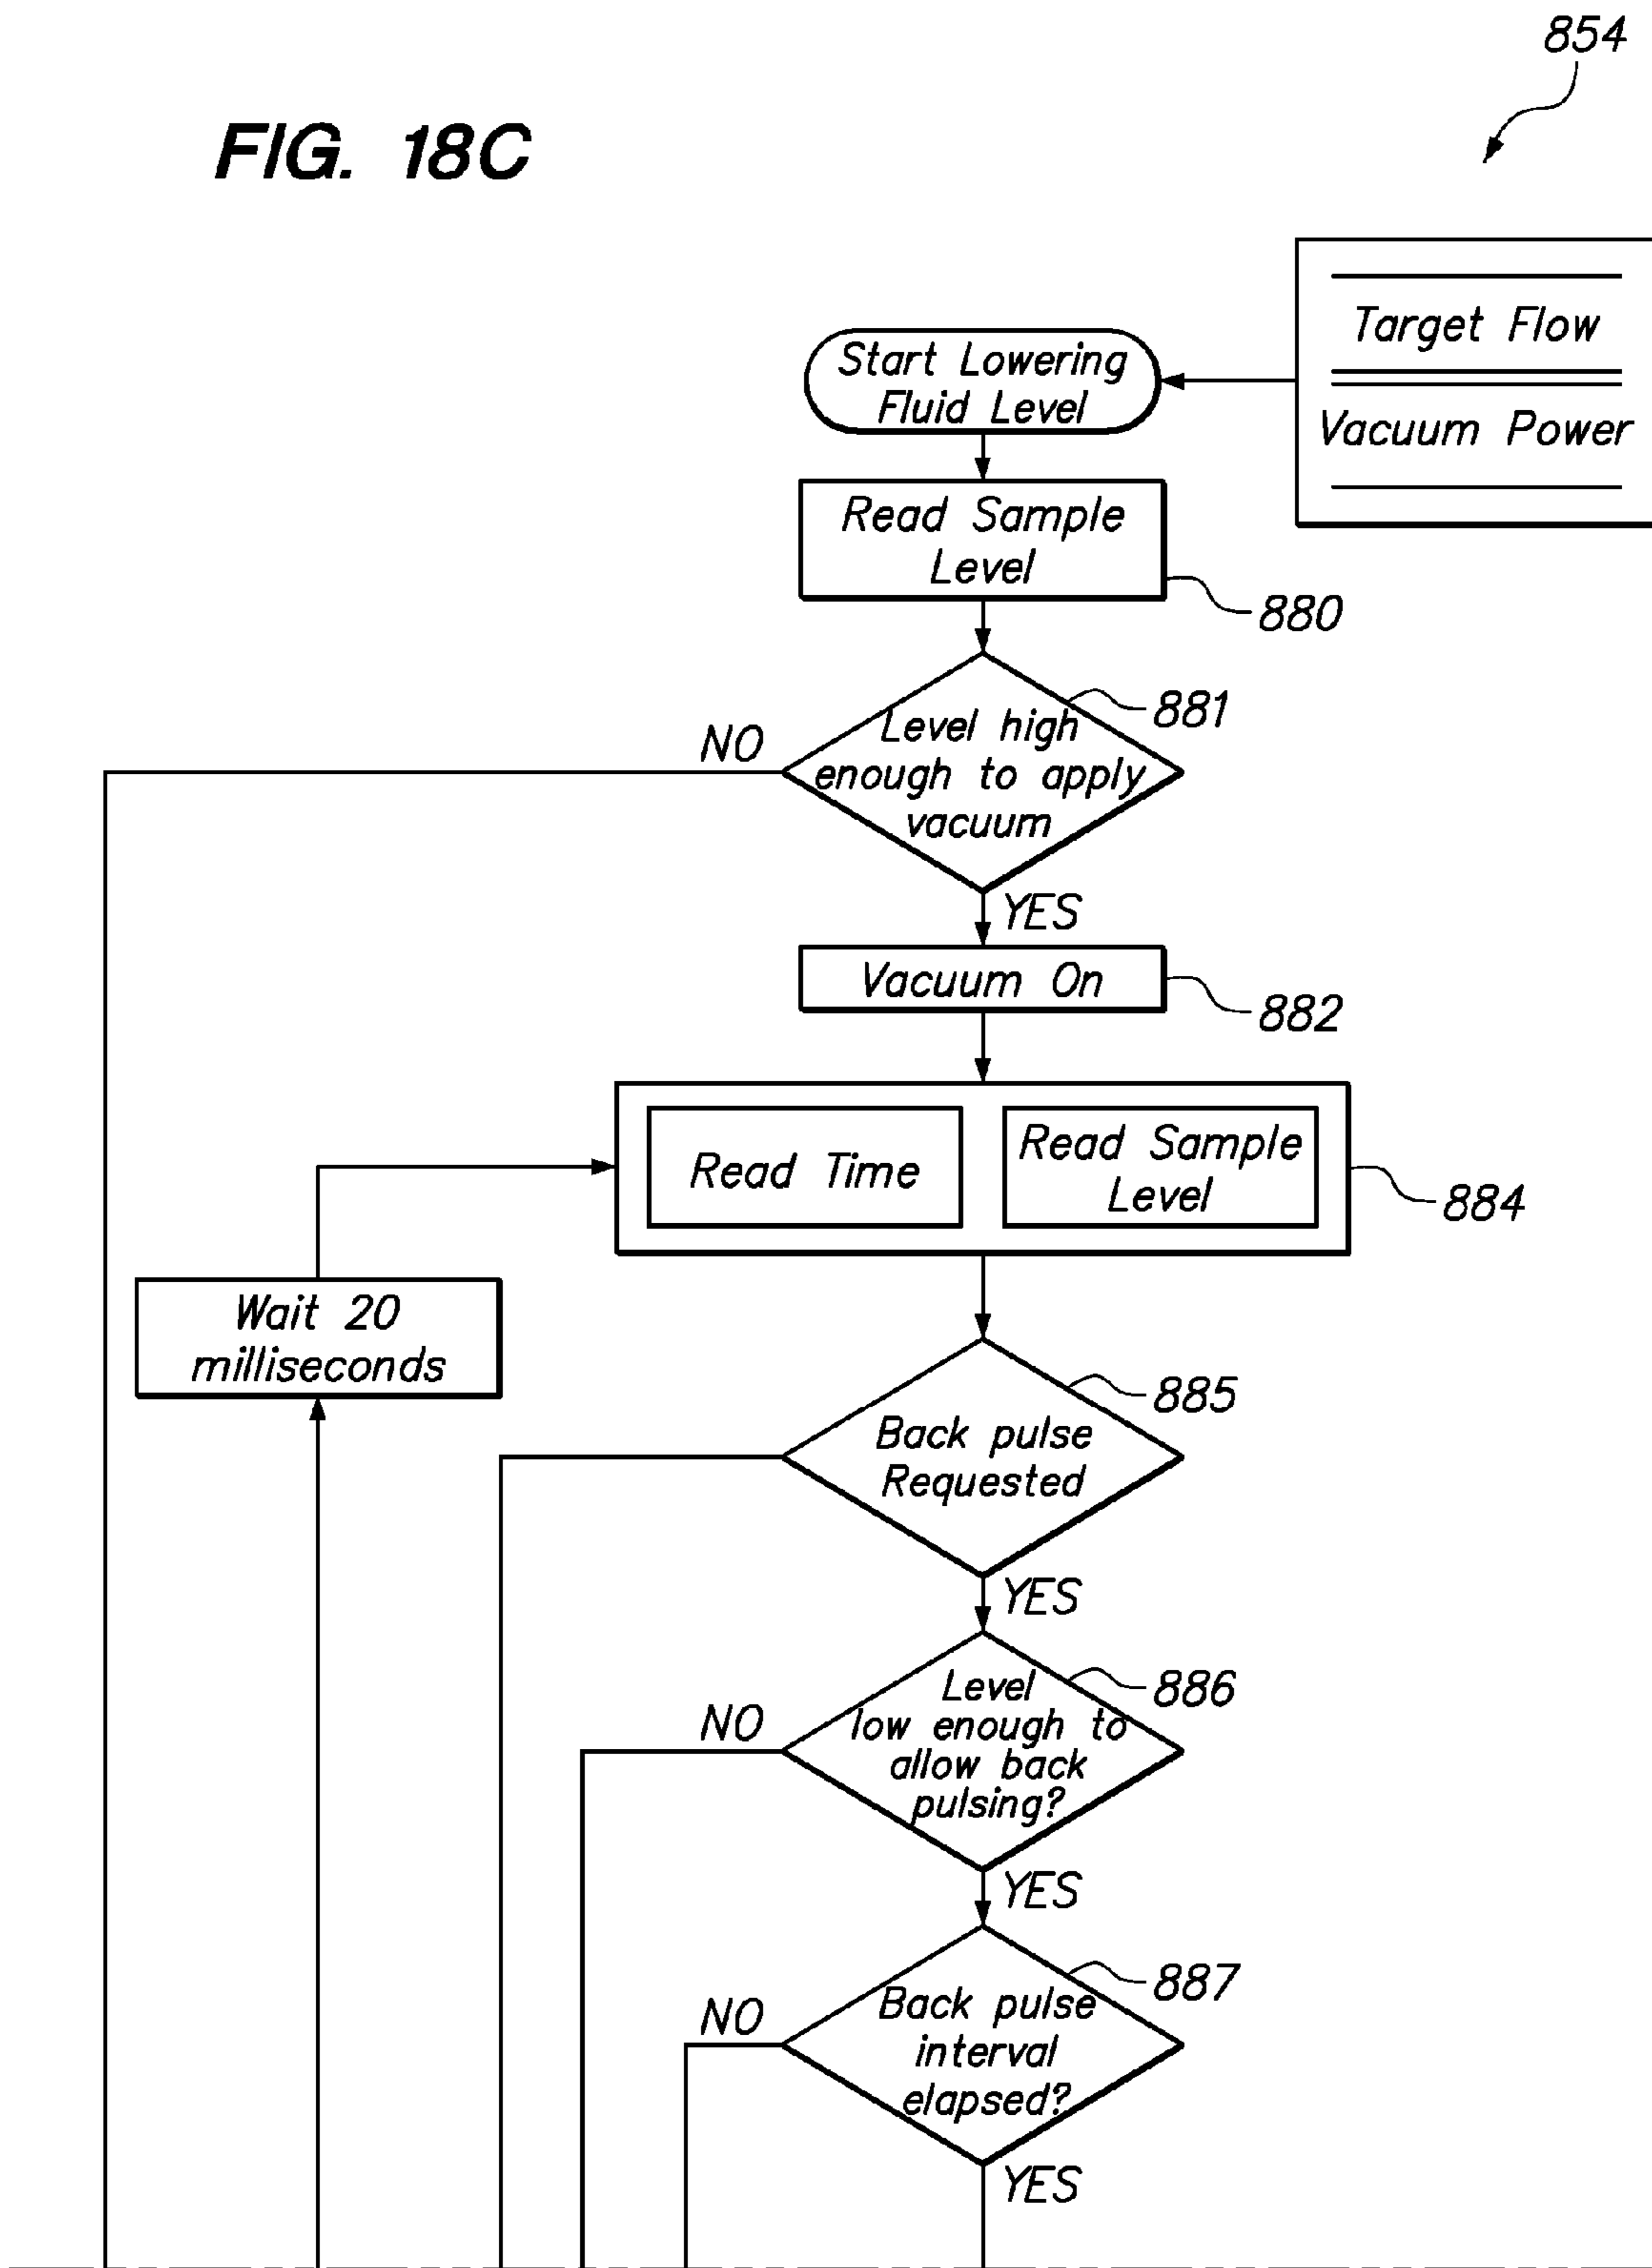 854
FIG. 18C
Target Flow
Vacuum Power
Start Lowering
Fluid Level
Read Sample
Level
880
881
NO
Level high
enough to apply
vacuum
YES
Vacuum On
882
Read Time
Read Sample
Level
884
Wait 20
milliseconds
885
Back pulse
Requested
YES
886
NO
Level
low enough to
allow back
pulsing?
YES
887
NO
Back pulse
interval
elapsed?
YES